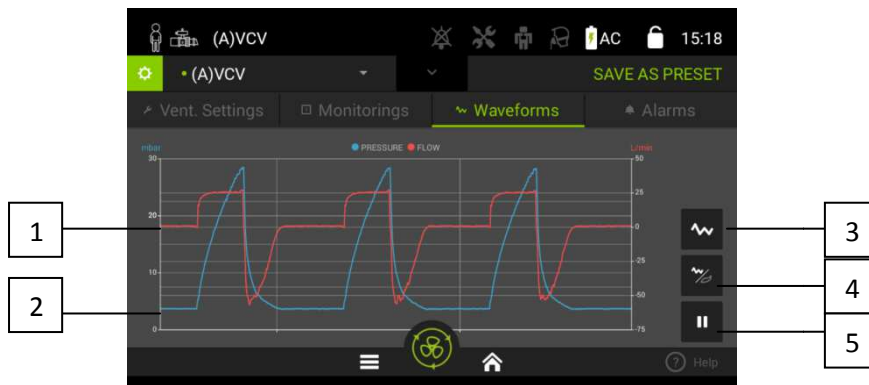 (A)VCV AC 15:18
• (A)VCV SAVE AS PRESET
Vent. Settings Monitorings Waveforms Alarms
mbar PRESSURE FLOW L/min
30 50
25
20
1 0 3
10 -25
4
2 -50
0 -75 5
? Help